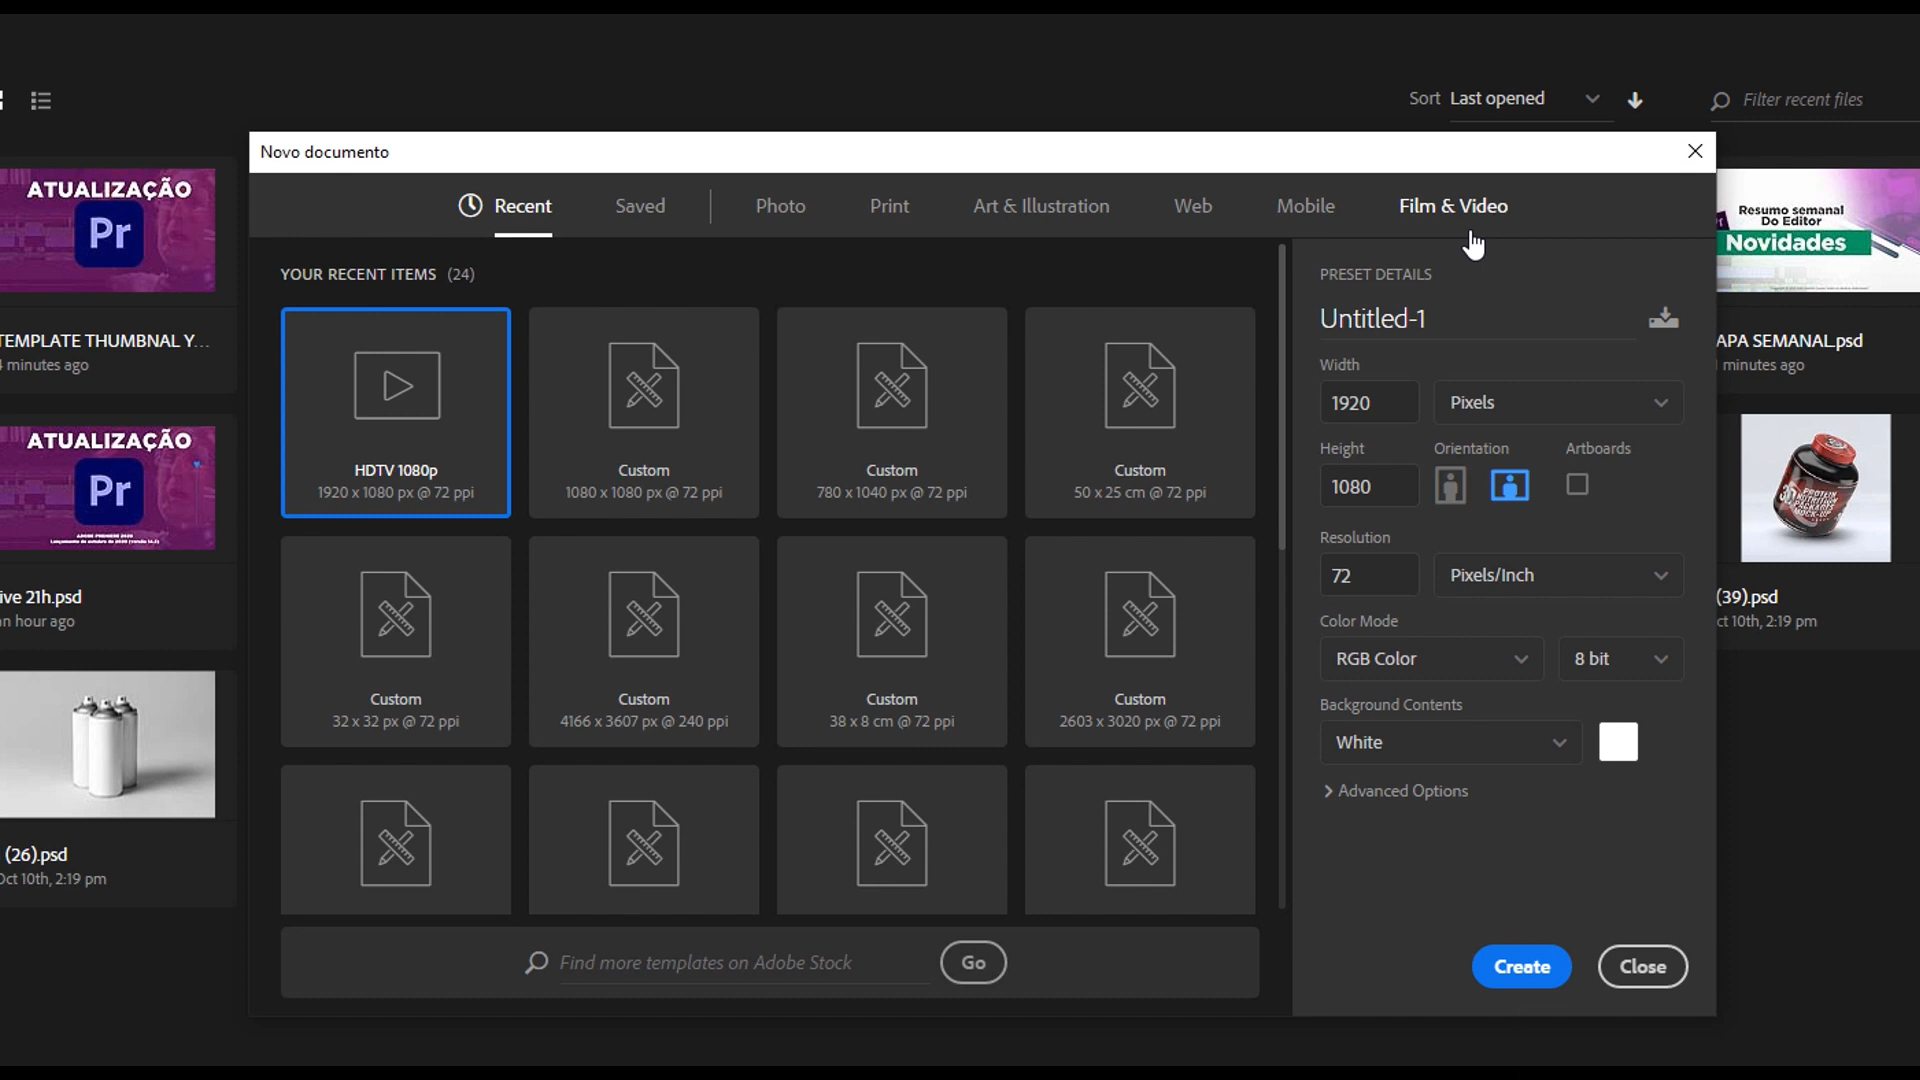 Sort Last opened
Filter recent files
Novo documento
Recent Saved Photo Print Art & Illustration Web Mobile Film & Video
YOUR RECENT ITEMS (24)
HDTV 1080p
1920 x 1080 px @ 72 ppi
Custom
1080 x 1080 px @ 72 ppi
Custom
780 x 1040 px @ 72 ppi
Custom
50 x 25 cm @ 72 ppi
Custom
32 x 32 px @ 72 ppi
Custom
4166 x 3607 px @ 240 ppi
Custom
38 x 8 cm @ 72 ppi
Custom
2603 x 3020 px @ 72 ppi
Find more templates on Adobe Stock
Go
PRESET DETAILS
Untitled-1
Width
1920 Pixels
Height Orientation Artboards
1080
Resolution
72 Pixels/Inch
Color Mode
RGB Color 8 bit
Background Contents
White
Advanced Options
Create Close
ATUALIZAÇÃO
Pr
TEMPLATE THUMBNAL Y...
4 minutes ago
ATUALIZAÇÃO
Pr
ive 21h.psd
an hour ago
(26).psd
Oct 10th, 2:19 pm
Resumo semanal
Do Editor
Novidades
APA SEMANAL.psd
minutes ago
PROTEIN
NUTRITION
PACKAGES
MOCK-UP
(39).psd
ct 10th, 2:19 pm